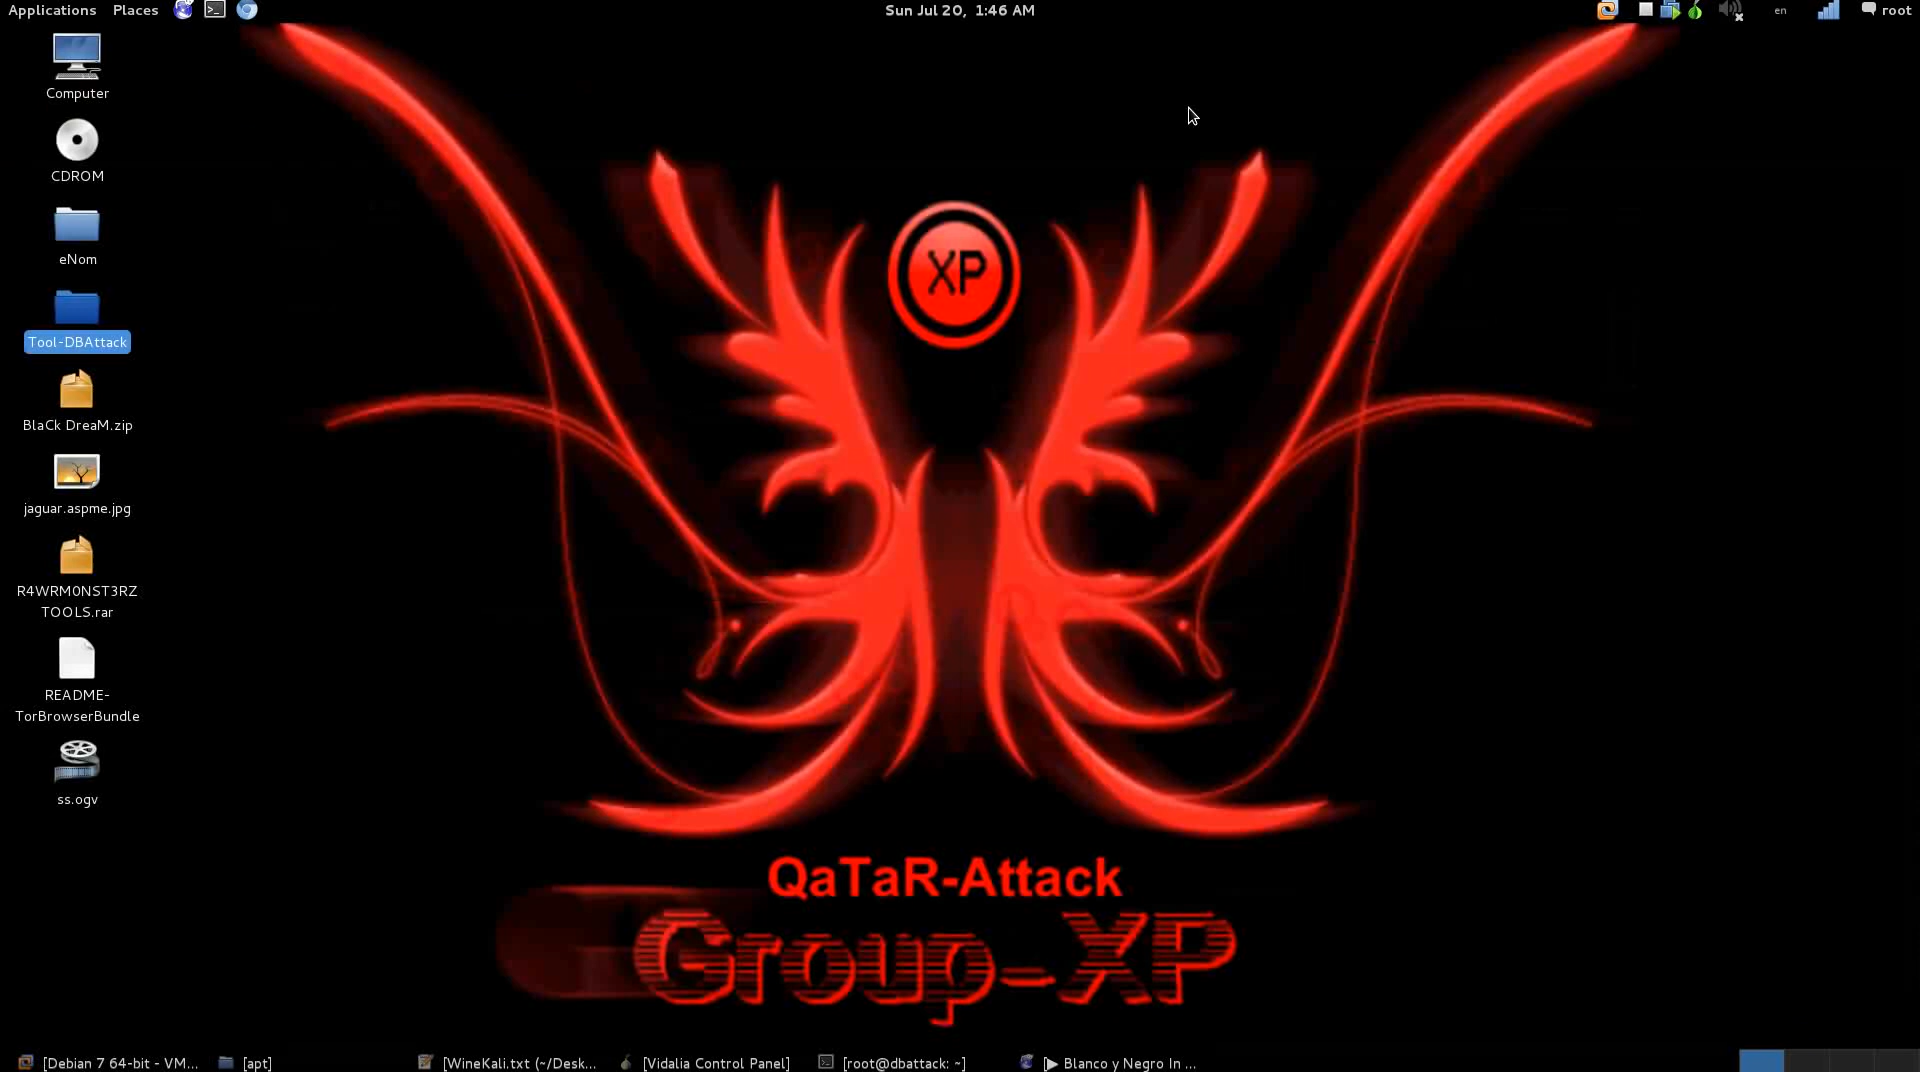 Applications Places
Sun Jul 20, 1:46 AM
en
root
Computer
CDROM
eNom
Tool-DBAttack
BlaCk DreaM.zip
jaguar.aspme.jpg
R4WRM0NST3RZ
TOOLS.rar
README-
TorBrowserBundle
ss.ogv
XP
QaTaR-Attack
Group-XP
[Debian 7 64-bit - VM...
[apt]
[WineKali.txt (~/Desk...
[Vidalia Control Panel]
[root@dbattack: ~]
[▶ Blanco y Negro In ...